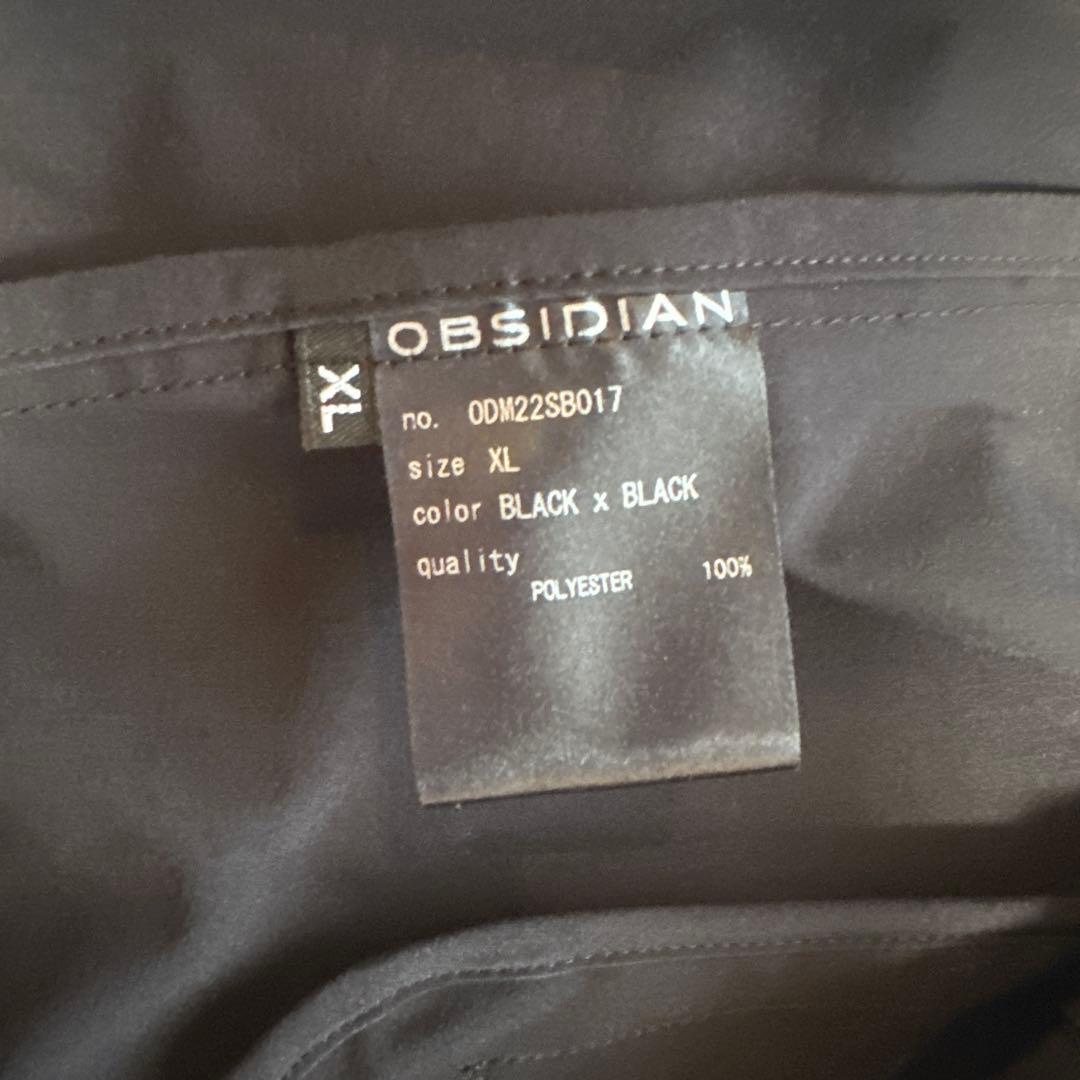 OBSIDIAN
XL
no. ODM22SB017
size XL
color BLACK x BLACK
quality
POLYESTER 100%